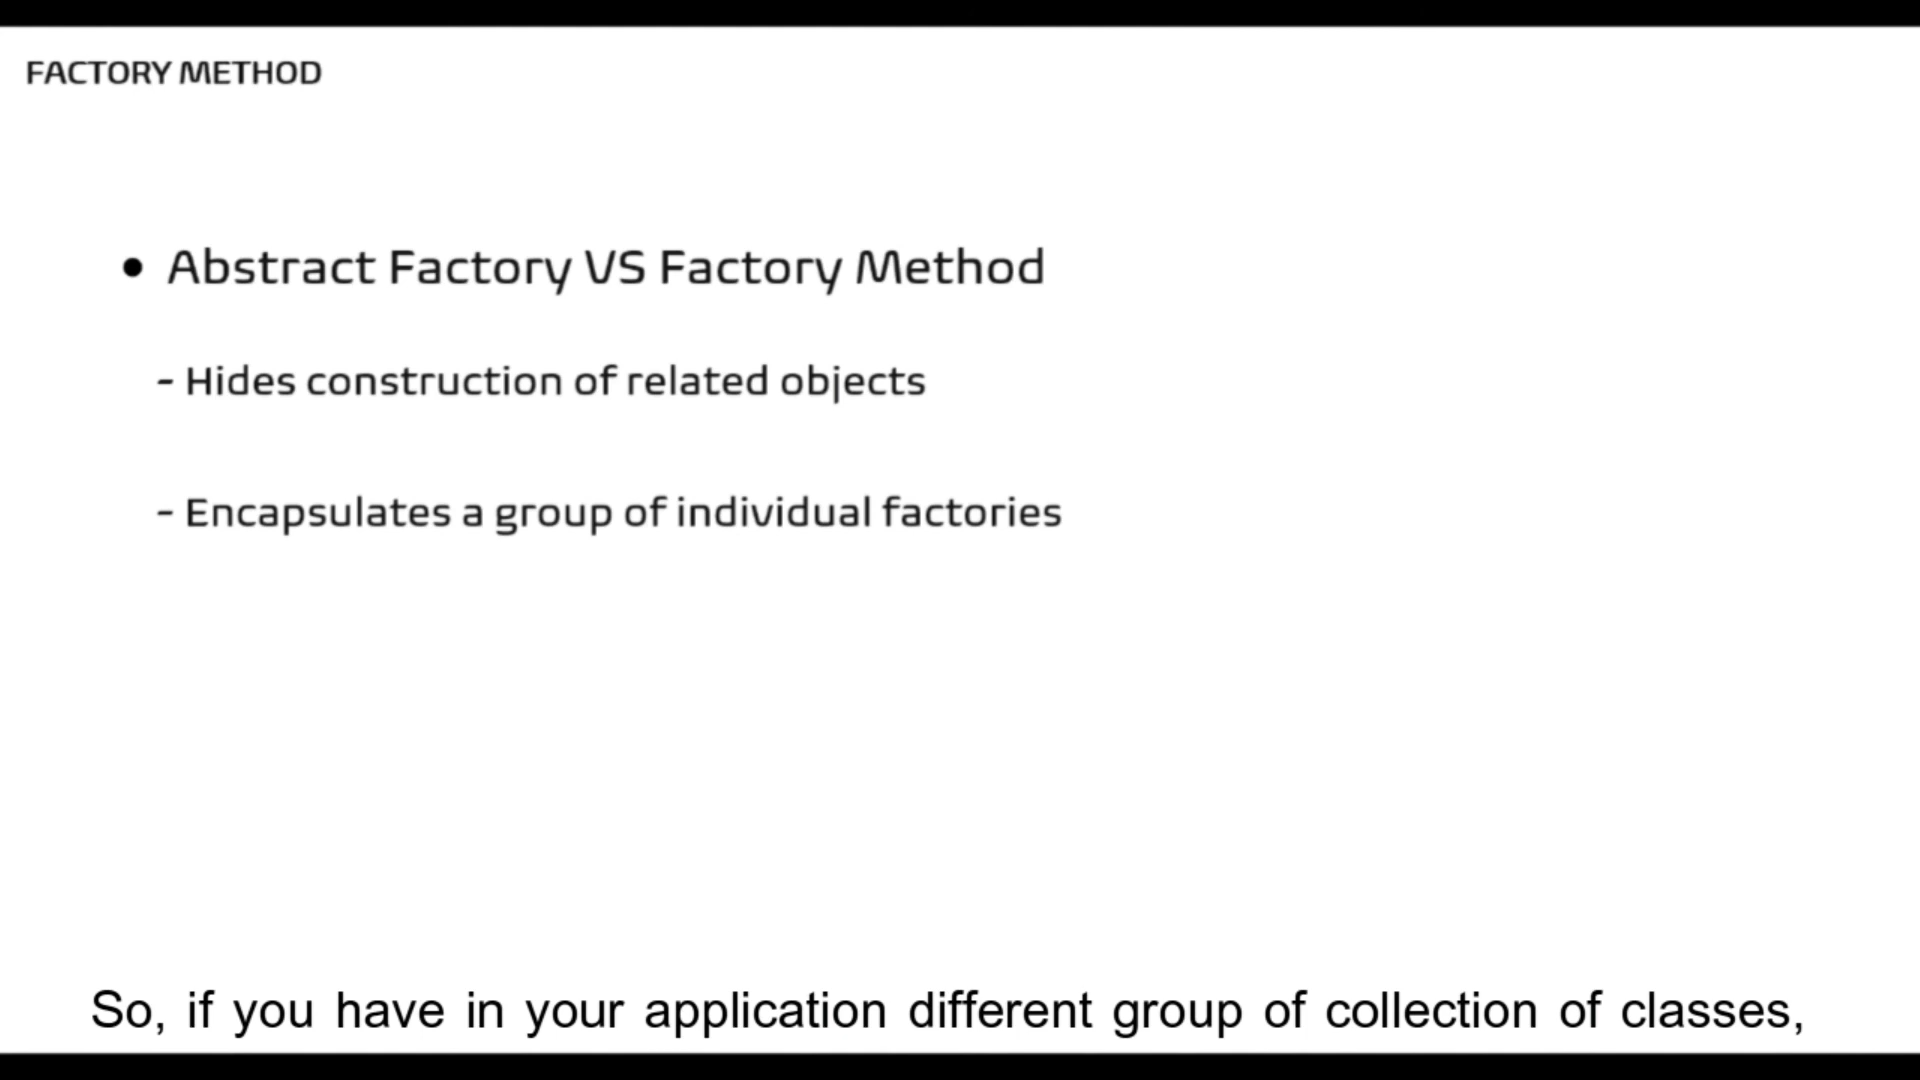 FACTORY METHOD
• Abstract Factory VS Factory Method
- Hides construction of related objects
- Encapsulates a group of individual factories
So, if you have in your application different group of collection of classes,